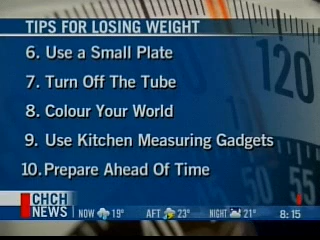 TIPS FOR LOSING WEIGHT
6. Use a Small Plate
7. Turn Off The Tube
8. Colour Your World
9. Use Kitchen Measuring Gadgets
10. Prepare Ahead Of Time
120
50
55
CHCH
NEWS
NOW 19° AFT 23° NIGHT 21° 8:15